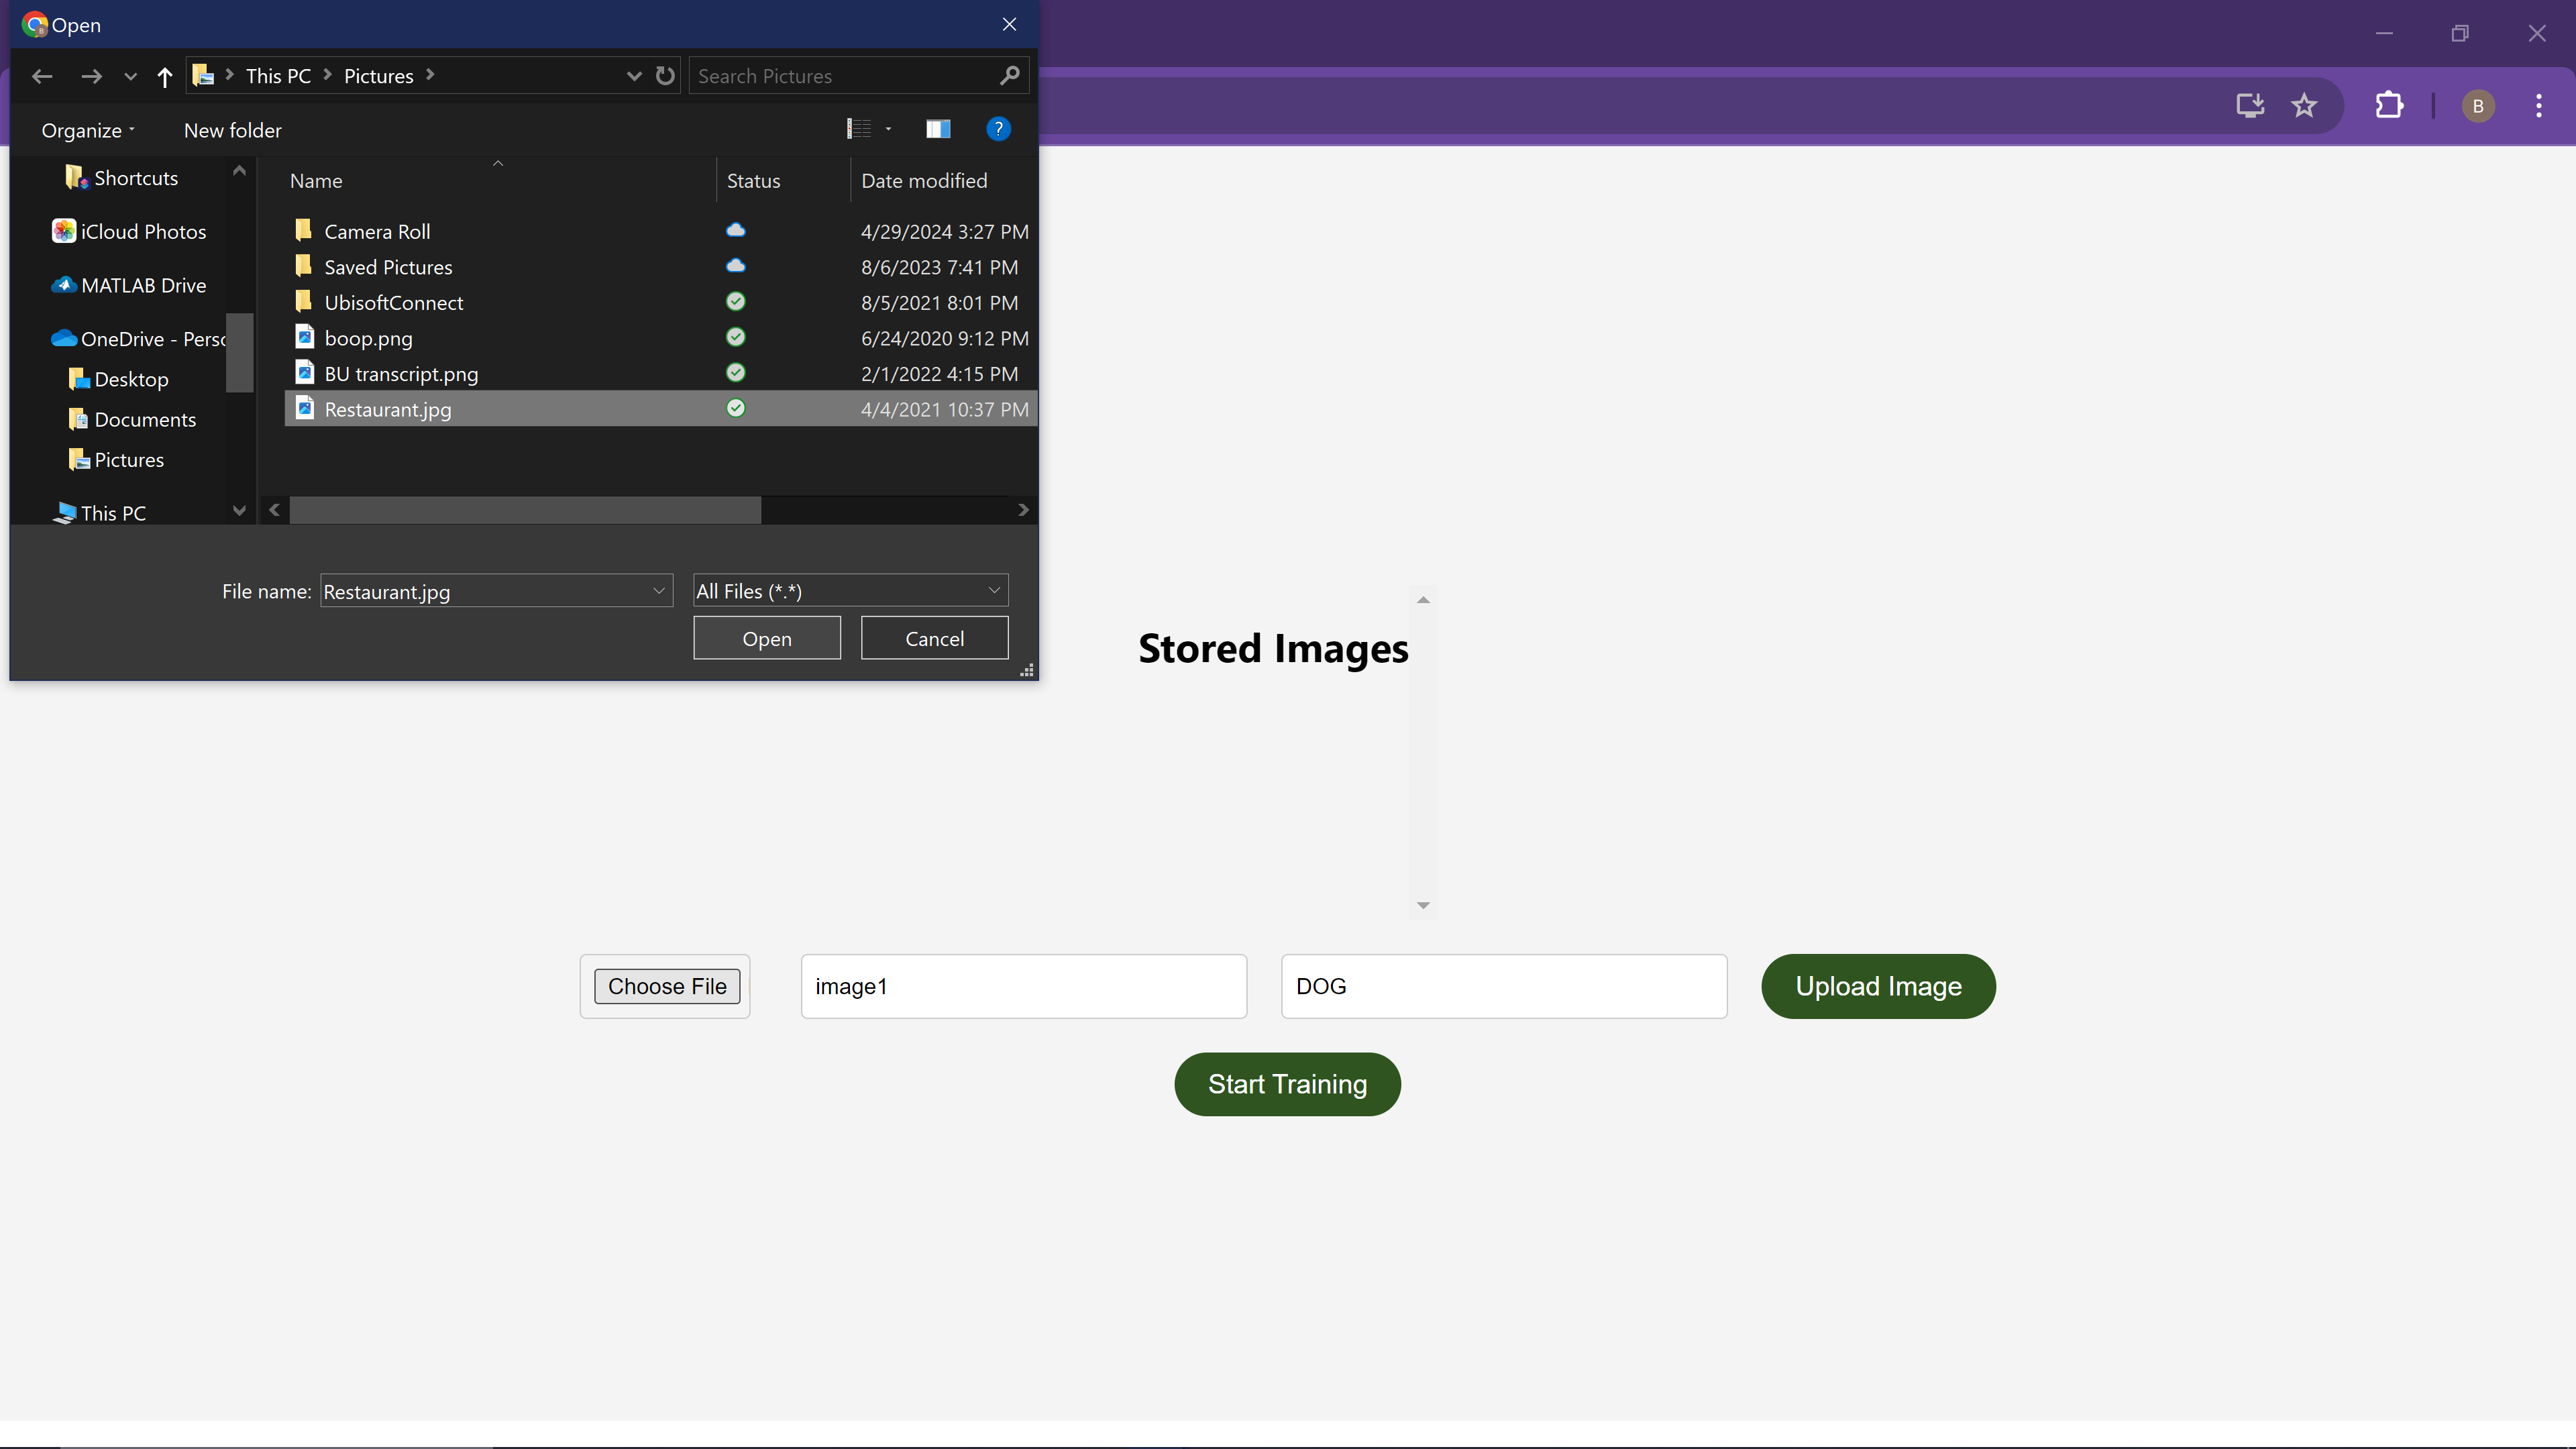 Open
This PC
Pictures
Search Pictures
Organize
New folder
?
Shortcuts
iCloud Photos
MATLAB Drive
OneDrive - Perso
Desktop
Documents
Pictures
This PC
Name Status Date modified
Camera Roll 4/29/2024 3:27 PM
Saved Pictures 8/6/2023 7:41 PM
UbisoftConnect 8/5/2021 8:01 PM
boop.png 6/24/2020 9:12 PM
BU transcript.png 2/1/2022 4:15 PM
Restaurant.jpg 4/4/2021 10:37 PM
File name: Restaurant.jpg All Files (*.*)
Open Cancel
B
Stored Images
Choose File image1 DOG Upload Image
Start Training